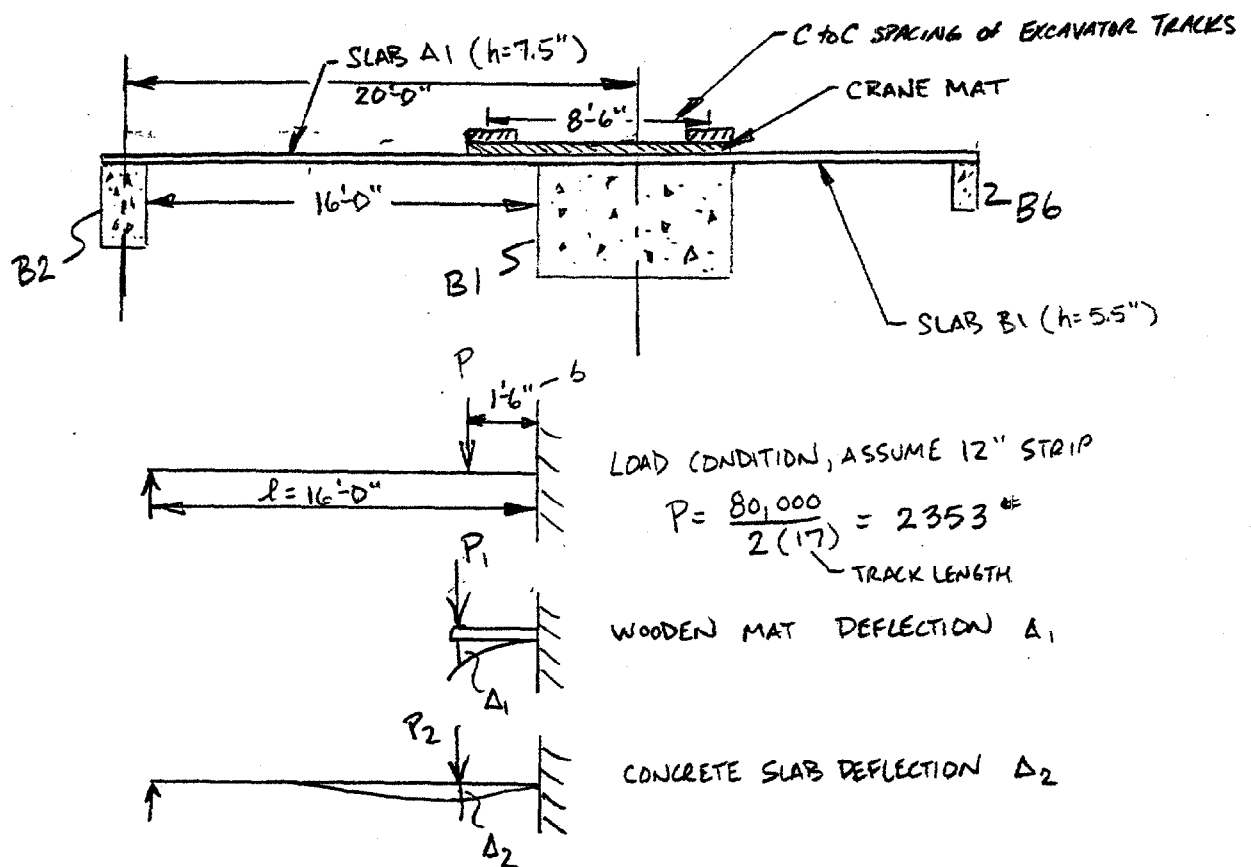 C to C SPACING of EXCAVATOR TRACKS
SLAB A1 (h=7.5")
20'-0"
8'-6"
CRANE MAT
16'-0"
B2
B1
B6
SLAB B1 (h=5.5")
P
1'-6"
b
l = 16'-0"
LOAD CONDITION, ASSUME 12" STRIP
P = 80,000 / 2(17) = 2353 #
TRACK LENGTH
P1
WOODEN MAT DEFLECTION Δ1
Δ1
P2
CONCRETE SLAB DEFLECTION Δ2
Δ2